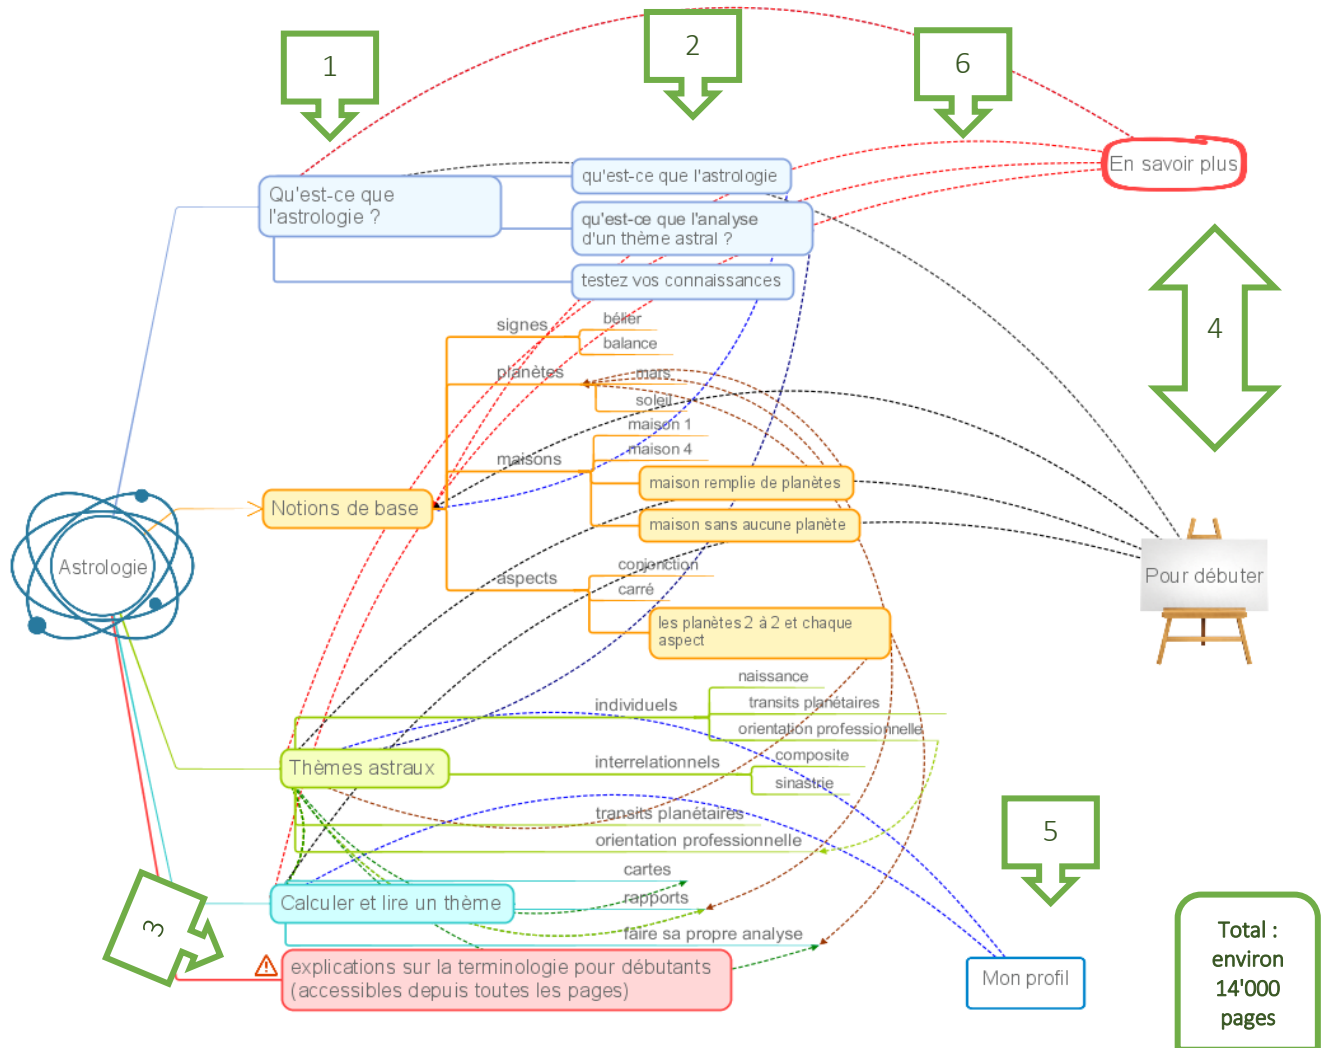 1
2
6
En savoir plus
Qu'est-ce que
l'astrologie ?
qu'est-ce que l'astrologie
qu'est-ce que l'analyse
d'un thème astral ?
testez vos connaissances
4
signes
bélier
balance
planètes
mars
soleil
maisons
maison 1
maison 4
maison remplie de planètes
maison sans aucune planète
Notions de base
Astrologie
Pour débuter
aspects
conjonction
carré
les planètes 2 à 2 et chaque
aspect
individuels
naissance
transits planétaires
orientation professionnelle
Thèmes astraux
interrelationnels
composite
sinastrie
transits planétaires
orientation professionnelle
5
cartes
Calculer et lire un thème
rapports
faire sa propre analyse
3
explications sur la terminologie pour débutants
(accessibles depuis toutes les pages)
Mon profil
Total :
environ
14'000
pages